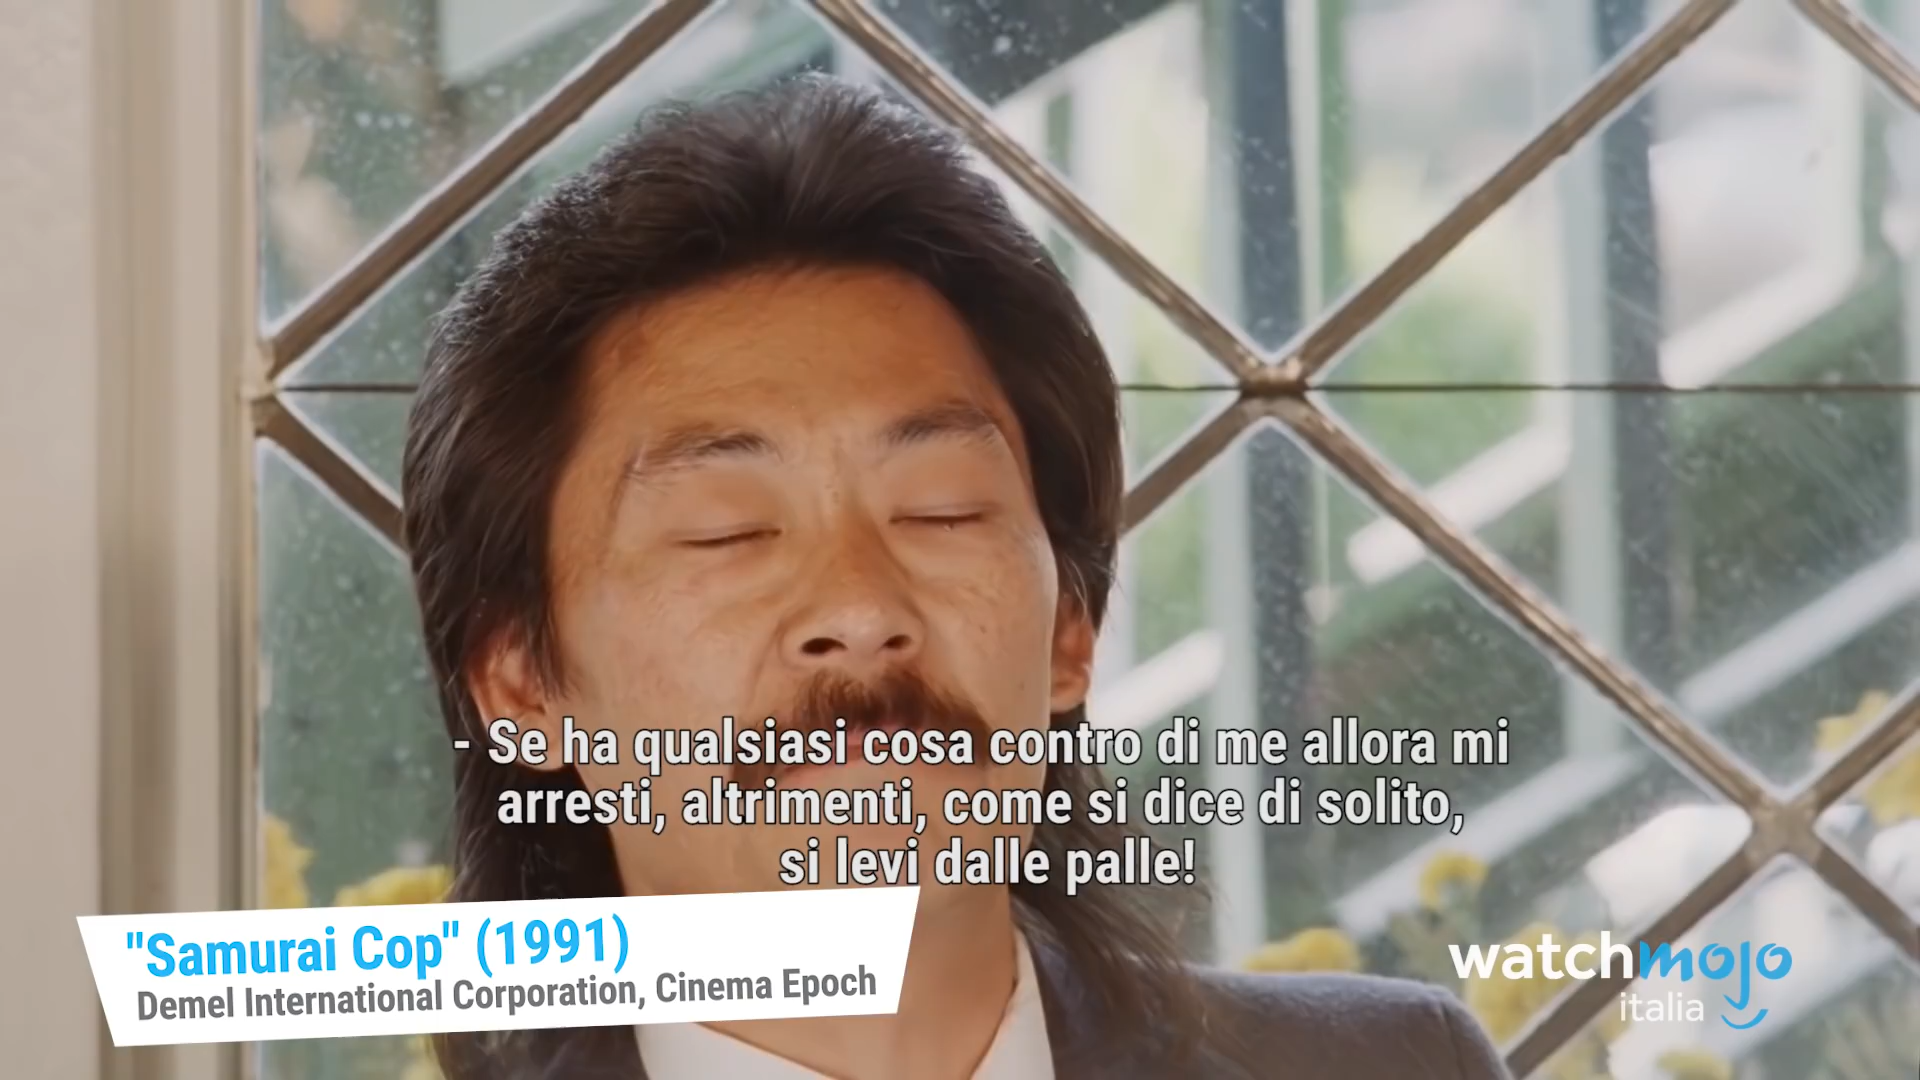 - Se ha qualsiasi cosa contro di me allora mi
arresti, altrimenti, come si dice di solito,
si levi dalle palle!
"Samurai Cop" (1991)
Demel International Corporation, Cinema Epoch
watchmojo
italia